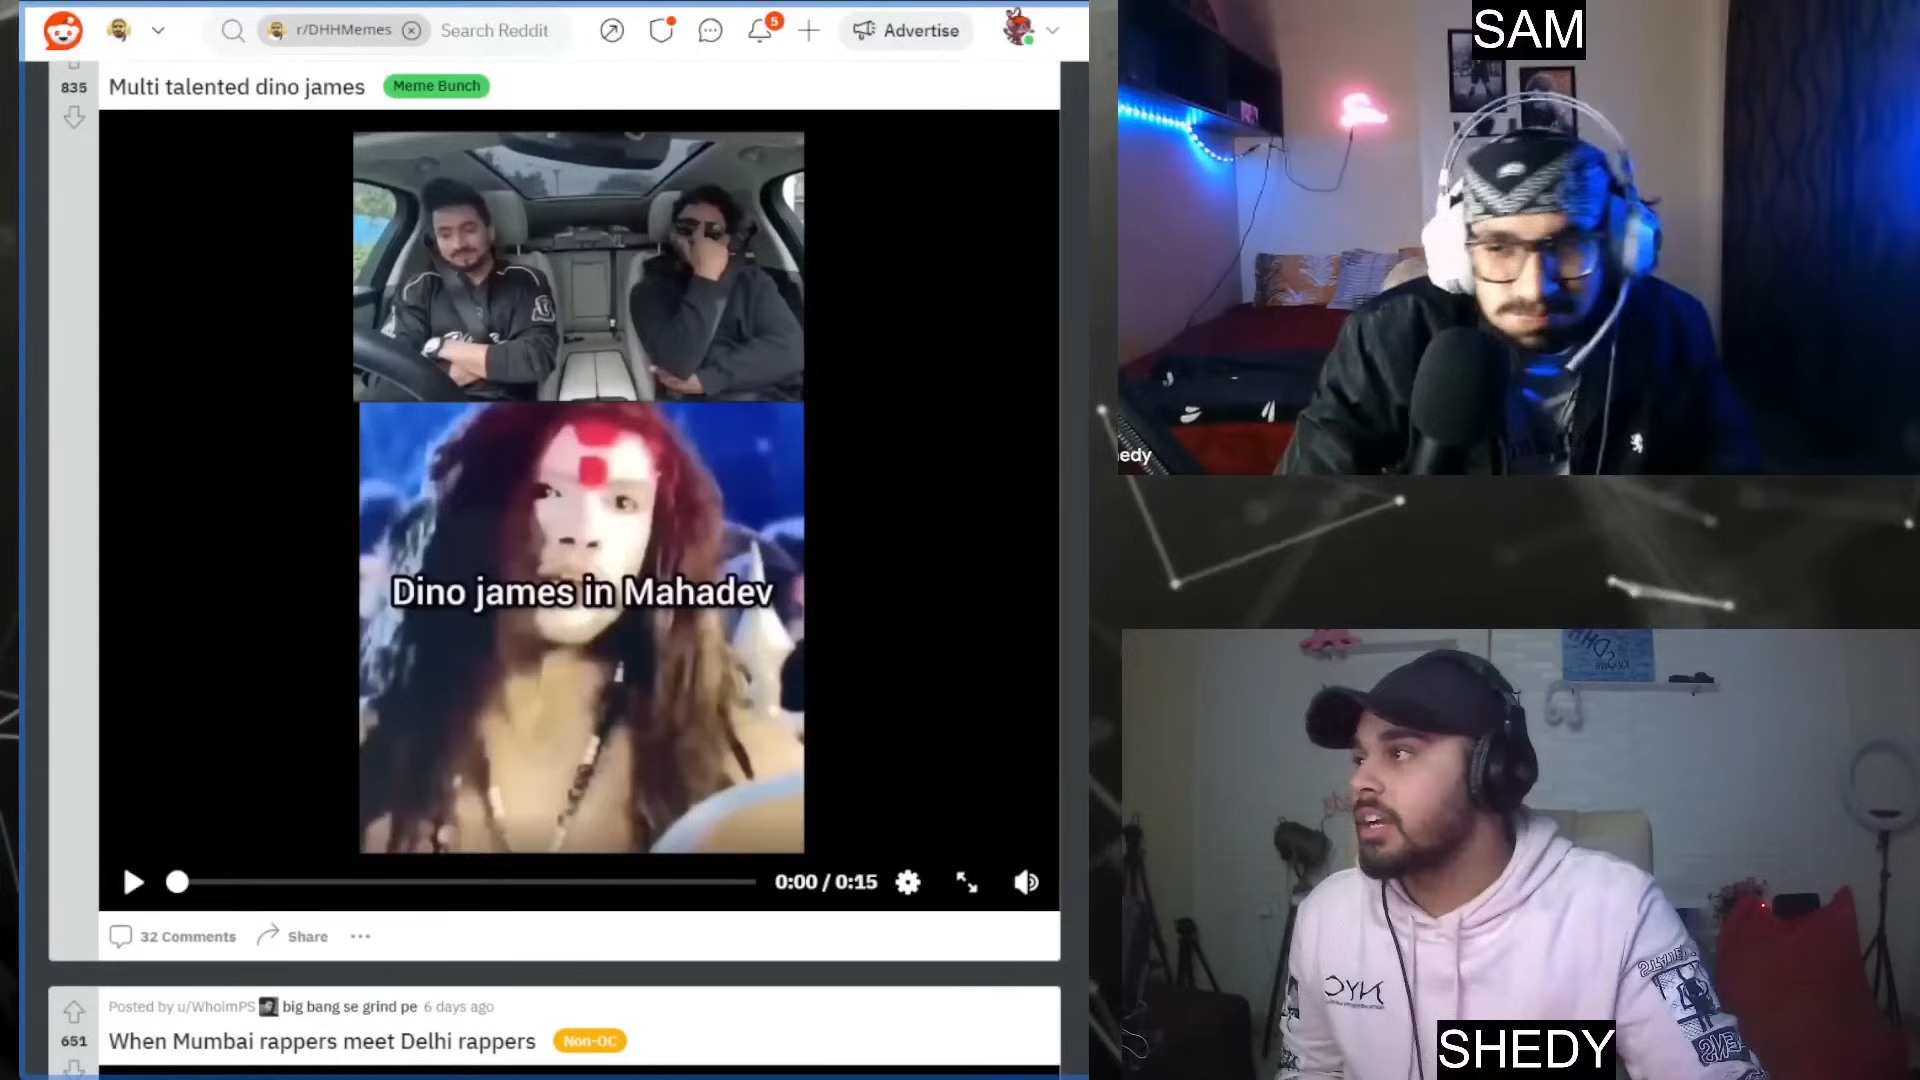 r/DHHMemes
Search Reddit
5
Advertise
835
Multi talented dino james
Meme Bunch
Dino james in Mahadev
0:00 / 0:15
32 Comments
Share
Posted by u/WhoimPS
big bang se grind pe
6 days ago
651
When Mumbai rappers meet Delhi rappers
Non-OC
SAM
edy
SHEDY